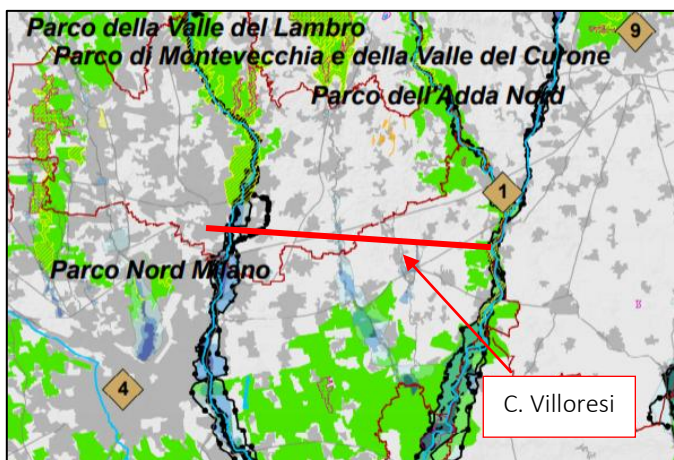 Parco della Valle del Lambro
Parco di Montevecchia e della Valle del Curone
9
Parco dell'Adda Nord
1
Parco Nord Milano
4
C. Villoresi